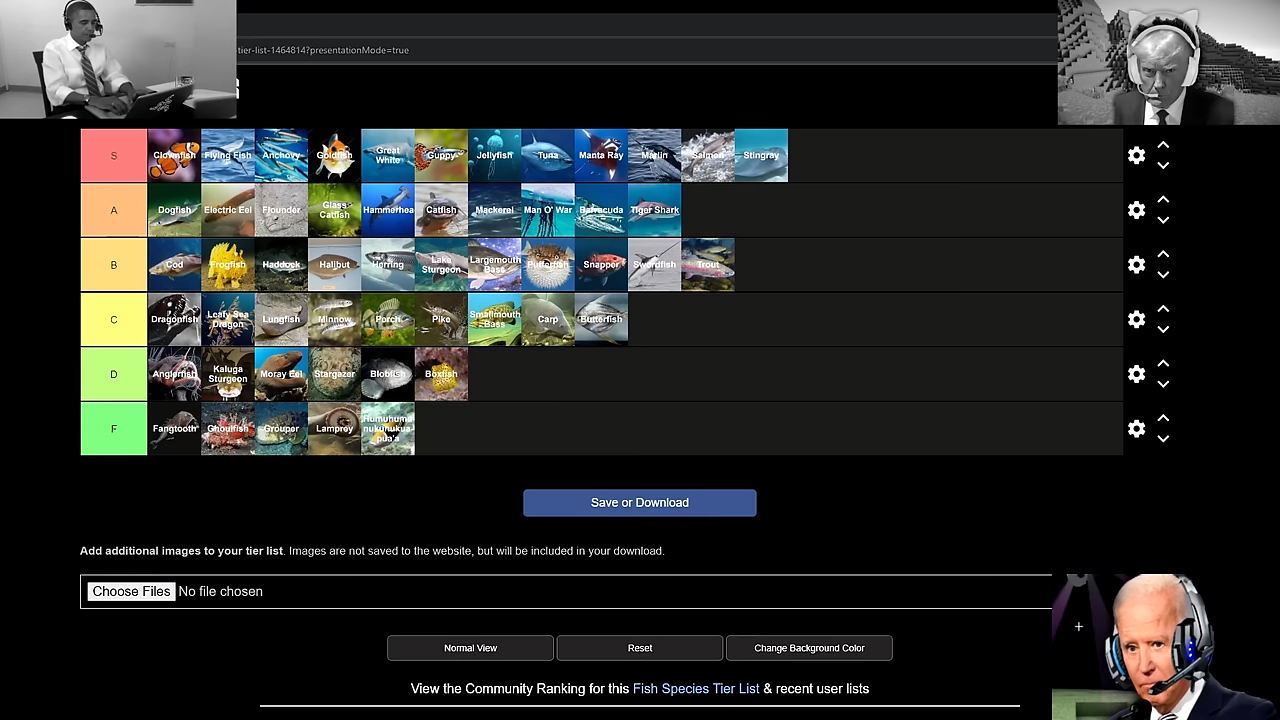 tier-list-1464814?presentationMode=true
S Clownfish Flying Fish Anchovy Goldfish Great White Guppy Jellyfish Tuna Manta Ray Marlin Salmon Stingray
A Dogfish Electric Eel Flounder Glass Catfish Hammerhea Catfish Mackerel Man O' War Barracuda Tiger Shark
B Cod Frogfish Haddock Halibut Herring Lake Sturgeon Largemouth Bass Pufferfish Snapper Swordfish Trout
C Dragonfish Leafy Sea Dragon Lungfish Minnow Perch Pike Smallmouth Bass Carp Butterfish
D Anglerfish Kaluga Sturgeon Moray Eel Stargazer Blobfish Boxfish
F Fangtooth Ghoulfish Grouper Lamprey Humuhumu nukunukua pua'a
Save or Download
Add additional images to your tier list. Images are not saved to the website, but will be included in your download.
Choose Files No file chosen
Normal View Reset Change Background Color
View the Community Ranking for this Fish Species Tier List & recent user lists